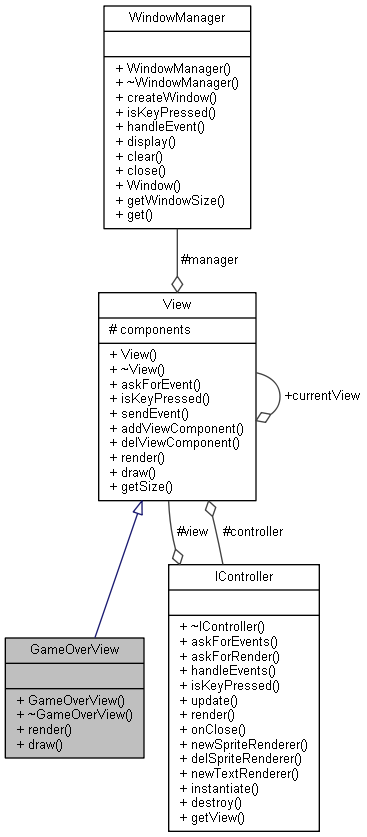 WindowManager
+ WindowManager()
+ ~WindowManager()
+ createWindow()
+ isKeyPressed()
+ handleEvent()
+ display()
+ clear()
+ close()
+ Window()
+ getWindowSize()
+ get()
#manager
View
# components
+ View()
+ ~View()
+ askForEvent()
+ isKeyPressed()
+ sendEvent()
+ addViewComponent()
+ delViewComponent()
+ render()
+ draw()
+ getSize()
+currentView
#view
#controller
GameOverView
+ GameOverView()
+ ~GameOverView()
+ render()
+ draw()
IController
+ ~IController()
+ askForEvents()
+ askForRender()
+ handleEvents()
+ isKeyPressed()
+ update()
+ render()
+ onClose()
+ newSpriteRenderer()
+ delSpriteRenderer()
+ newTextRenderer()
+ instantiate()
+ destroy()
+ getView()